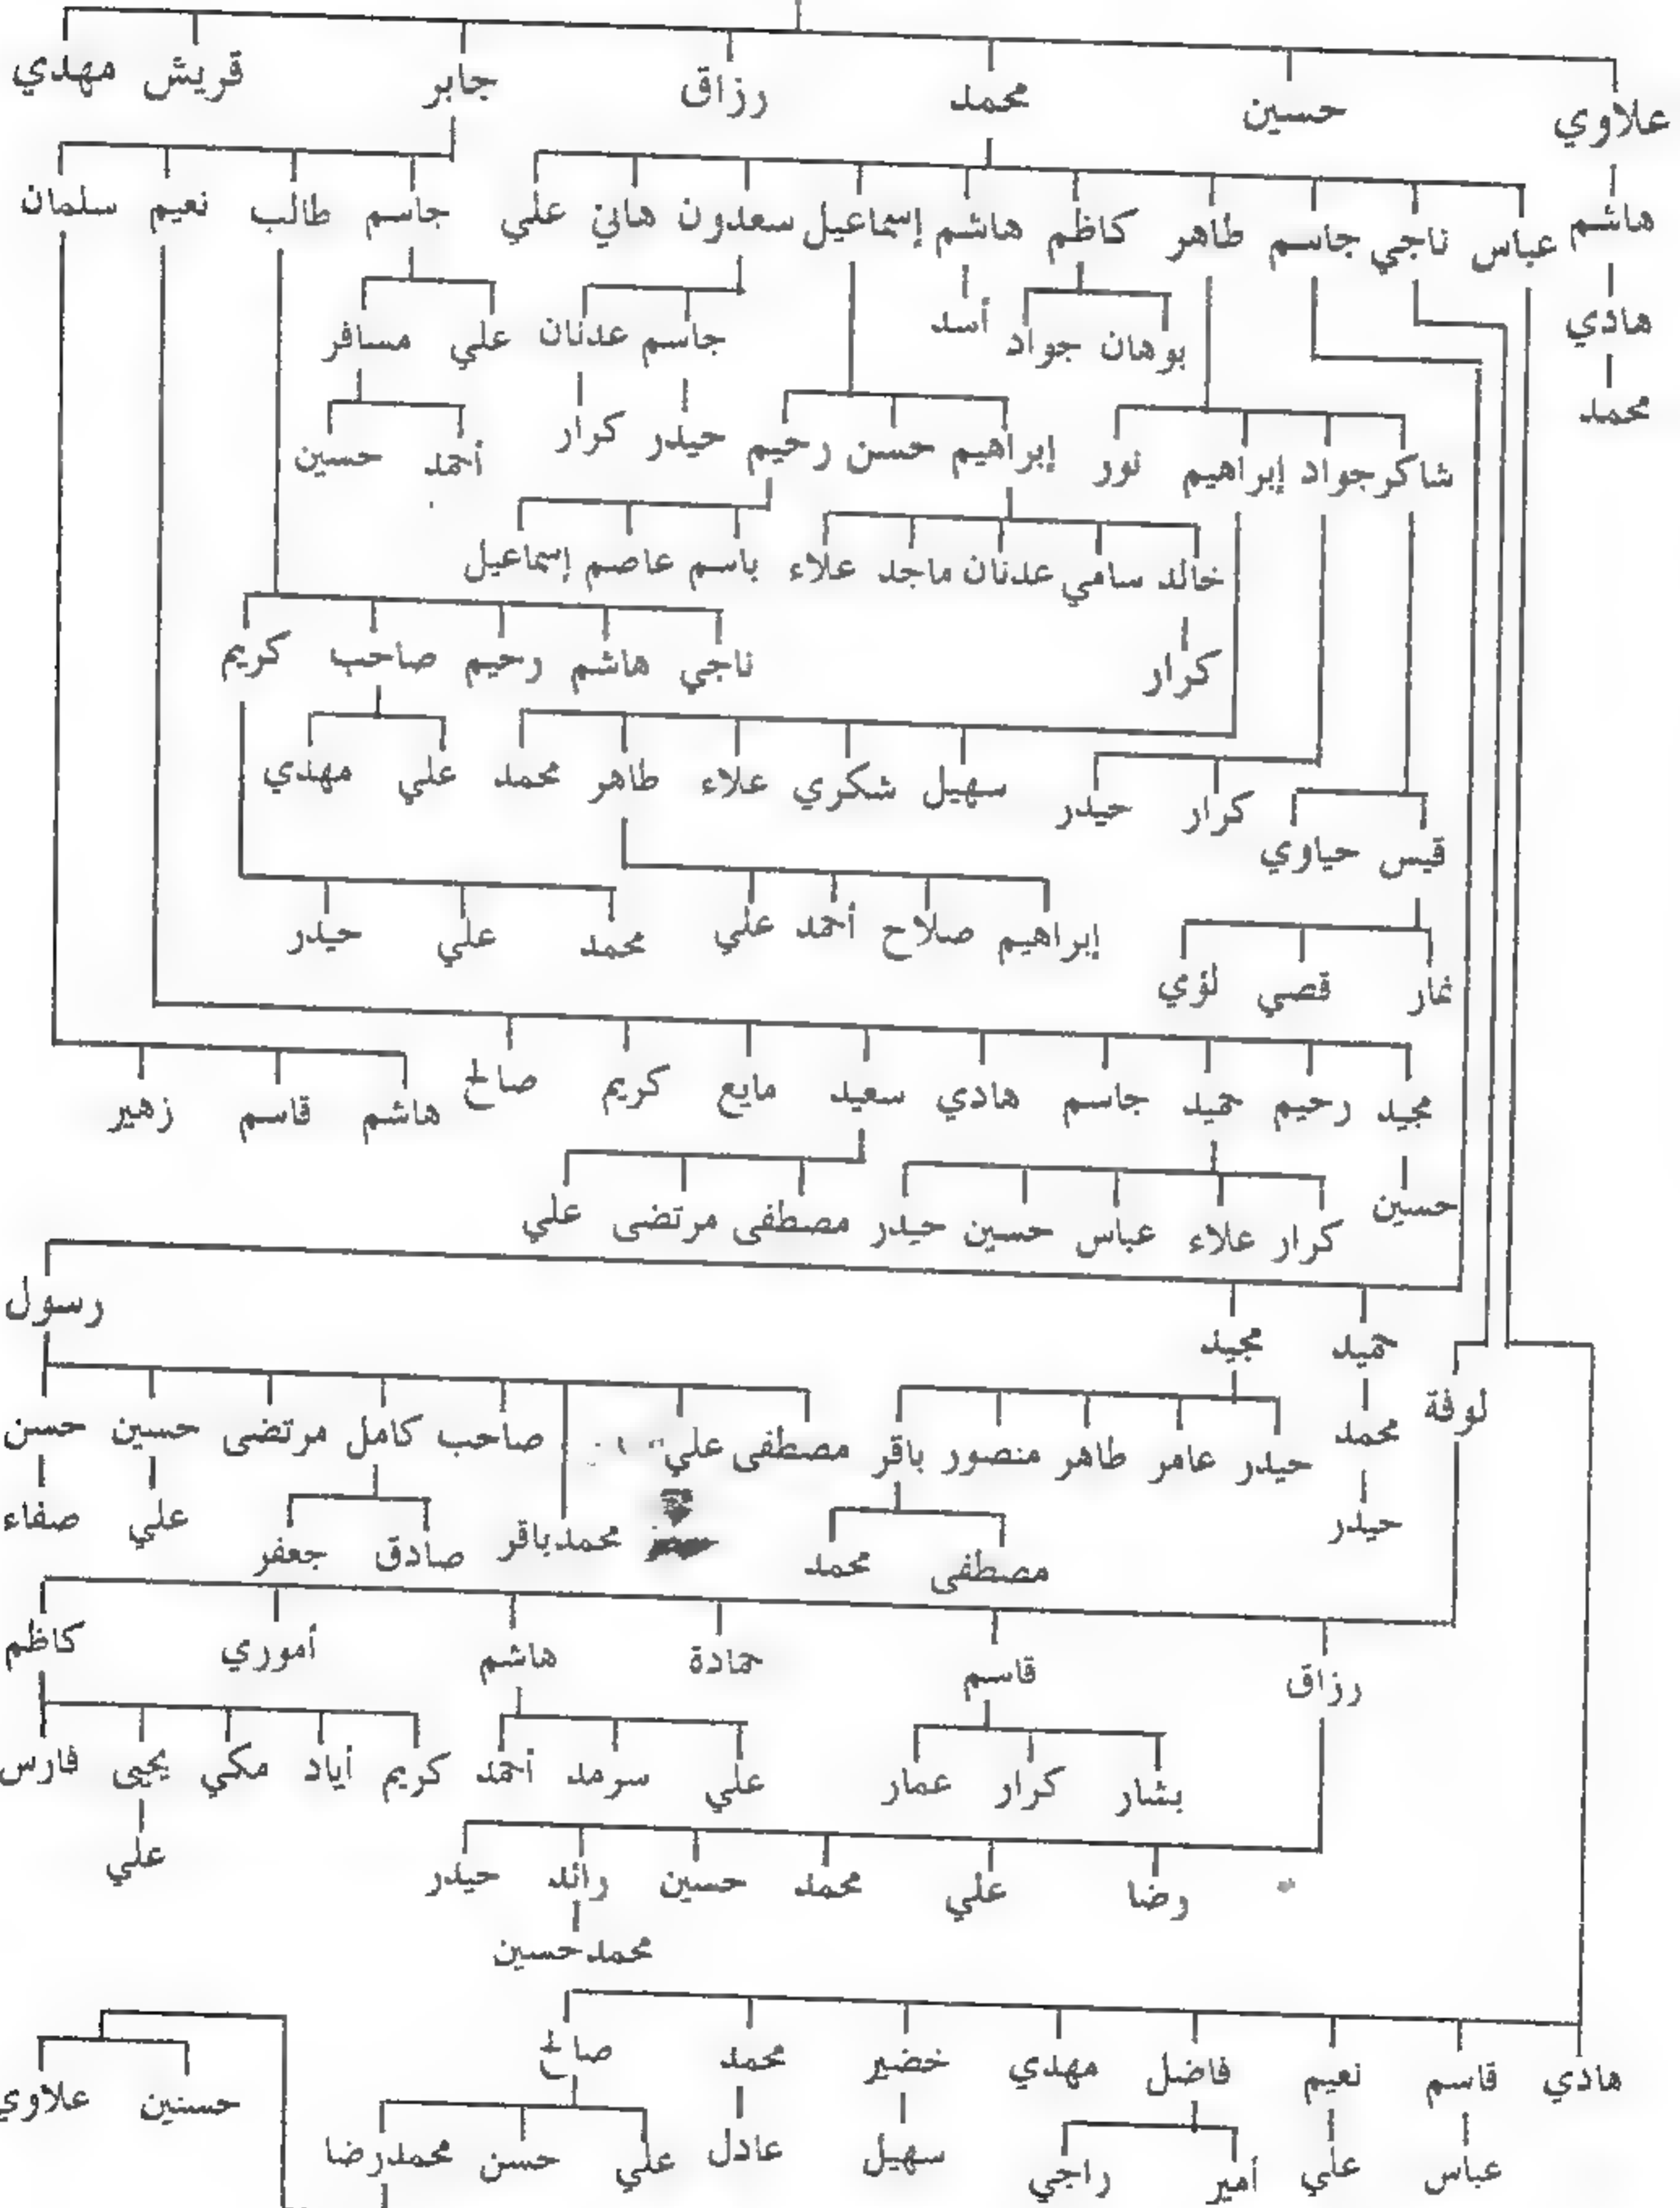 علاوي حسين محمد رزاق جابر قريش مهدي
هاشم عباس ناجي جاسم طاهر كاظم هاشم إسماعيل سعدون هاني علي جاسم طالب نعيم سلمان
هادي بوهان جواد أسد جاسم عدنان علي مسافر
محمد شاكر جواد إبراهيم نور إبراهيم حسن رحيم حيدر كرار أحمد حسين
خالد سامي عدنان ماجد علاء باسم عاصم إسماعيل
كرار ناجي هاشم رحيم صاحب كريم
قيس حياوي كرار حيدر سهيل شكري علاء طاهر محمد علي مهدي
قصي لؤي إبراهيم صلاح أحمد علي محمد علي حيدر
مجيد رحيم حميد جاسم هادي سعيد مايع كريم صالح هاشم قاسم زهير
حسين كرار علاء عباس حسين حيدر مصطفى مرتضى علي
حميد مجيد رسول
لوفة محمد حيدر عامر طاهر منصور باقر مصطفى علي صاحب كامل مرتضى حسين حسن
حيدر مصطفى محمد محمدباقر صادق جعفر علي صفاء
رزاق قاسم حمادة هاشم أموري كاظم
بشار كرار عمار علي سرمد أحمد كريم أياد مكي يحيى فارس
رضا علي محمد حسين رائد حيدر علي
محمدحسين
هادي قاسم نعيم فاضل مهدي خضير محمد صالح حسنين علاوي
عباس علي أمير راجي سهيل عادل علي حسن محمدرضا